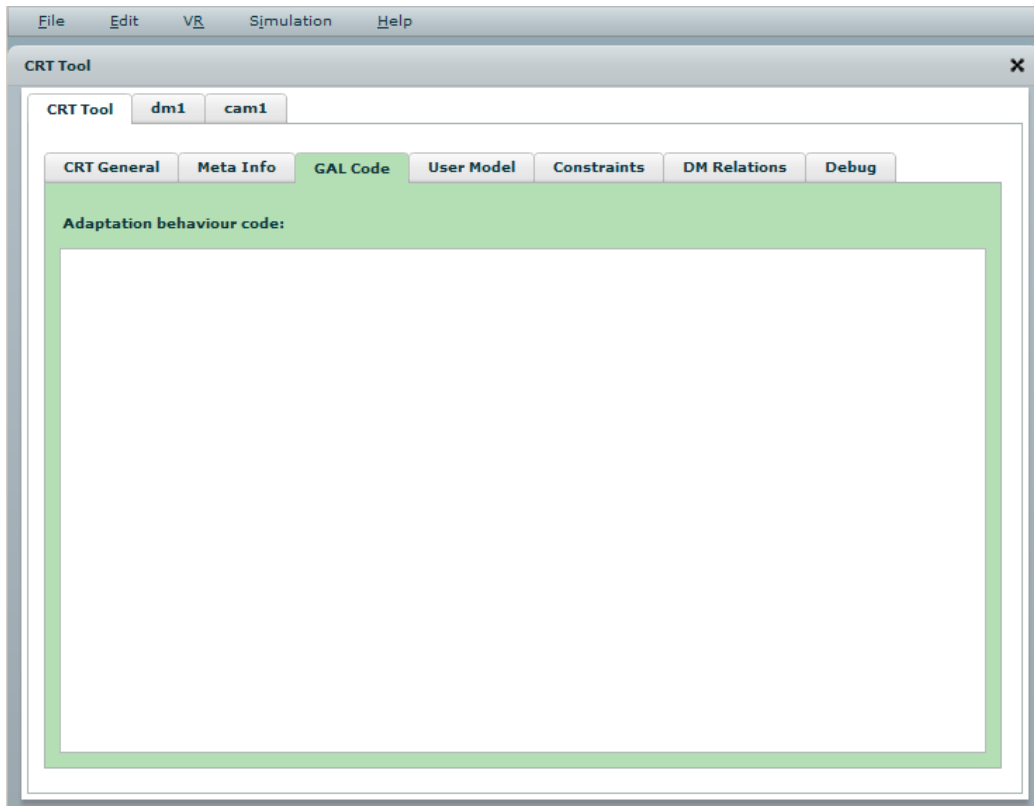 File Edit VR Simulation Help
CRT Tool
CRT Tool dm1 cam1
CRT General Meta Info GAL Code User Model Constraints DM Relations Debug
Adaptation behaviour code: